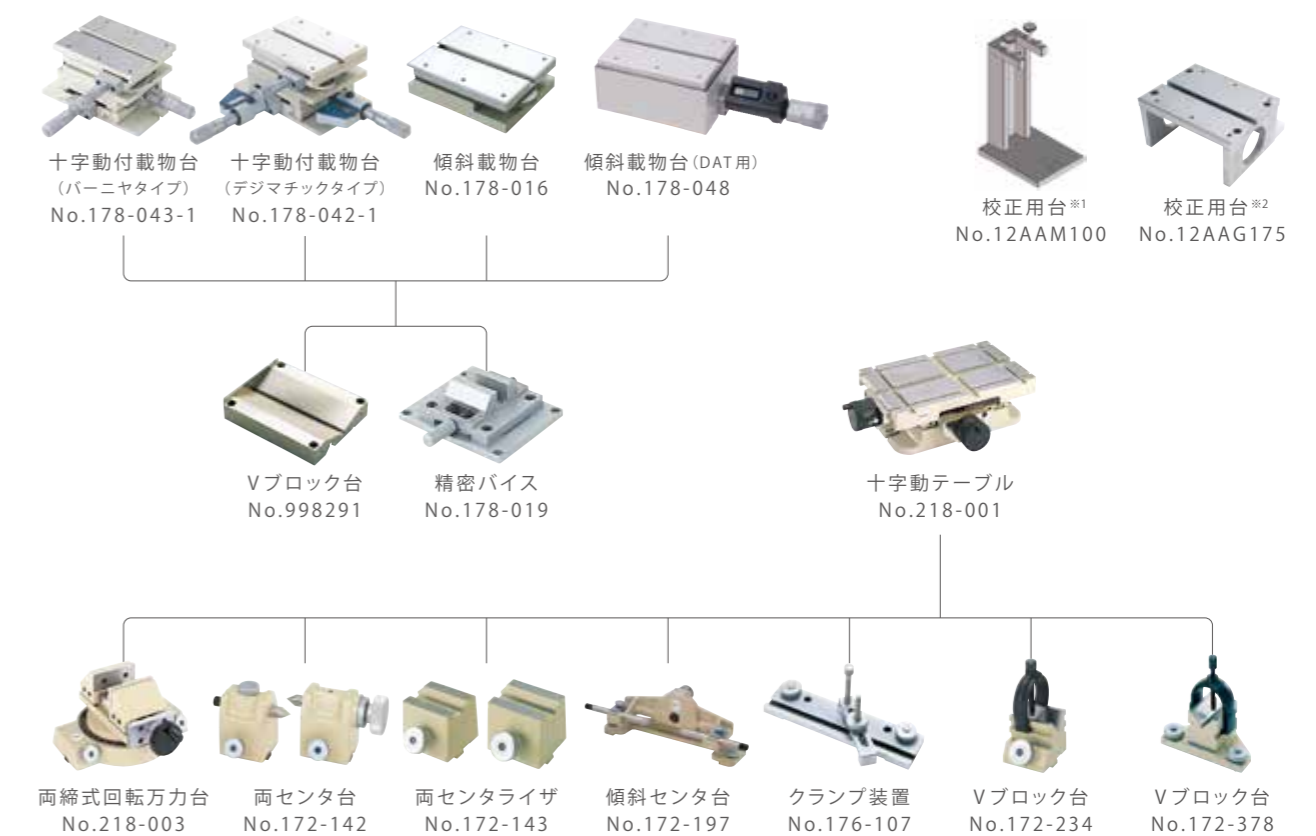 十字動付載物台
（バーニヤタイプ）
No.178-043-1
十字動付載物台
（デジマチックタイプ）
No.178-042-1
傾斜載物台
No.178-016
傾斜載物台（DAT用）
No.178-048
校正用台※1
No.12AAM100
校正用台※2
No.12AAG175
Vブロック台
No.998291
精密バイス
No.178-019
十字動テーブル
No.218-001
両締式回転万力台
No.218-003
両センタ台
No.172-142
両センタライザ
No.172-143
傾斜センタ台
No.172-197
クランプ装置
No.176-107
Vブロック台
No.172-234
Vブロック台
No.172-378